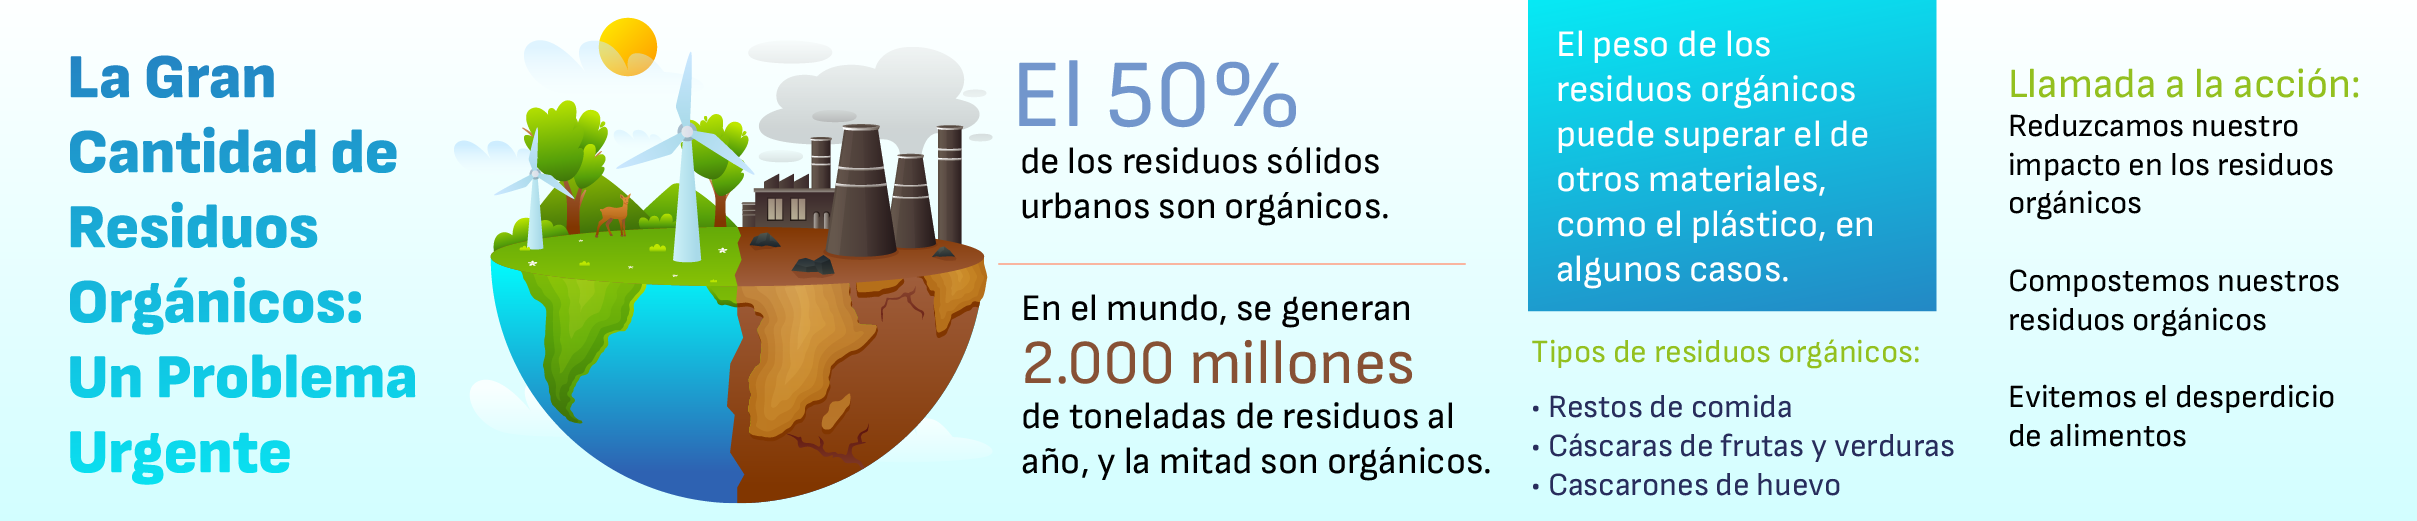 La Gran
Cantidad de
Residuos
Orgánicos:
Un Problema
Urgente
El 50%
de los residuos sólidos
urbanos son orgánicos.
En el mundo, se generan
2.000 millones
de toneladas de residuos al
año, y la mitad son orgánicos.
El peso de los
residuos orgánicos
puede superar el de
otros materiales,
como el plástico, en
algunos casos.
Tipos de residuos orgánicos:
• Restos de comida
• Cáscaras de frutas y verduras
• Cascarones de huevo
Llamada a la acción:
Reduzcamos nuestro
impacto en los residuos
orgánicos
Compostemos nuestros
residuos orgánicos
Evitemos el desperdicio
de alimentos